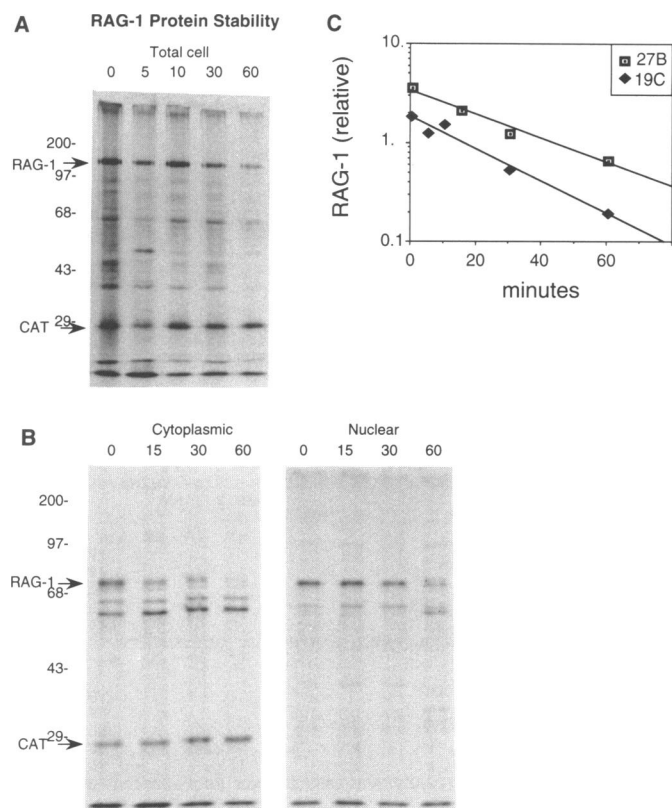 A
RAG-1 Protein Stability
Total cell
0 5 10 30 60
200-
RAG-1
97-
68-
43-
29-
CAT
C
10.
1.
0.1
RAG-1 (relative)
27B
19C
0 20 40 60
minutes
B
Cytoplasmic
0 15 30 60
Nuclear
0 15 30 60
200-
97-
RAG-1
68-
43-
29-
CAT